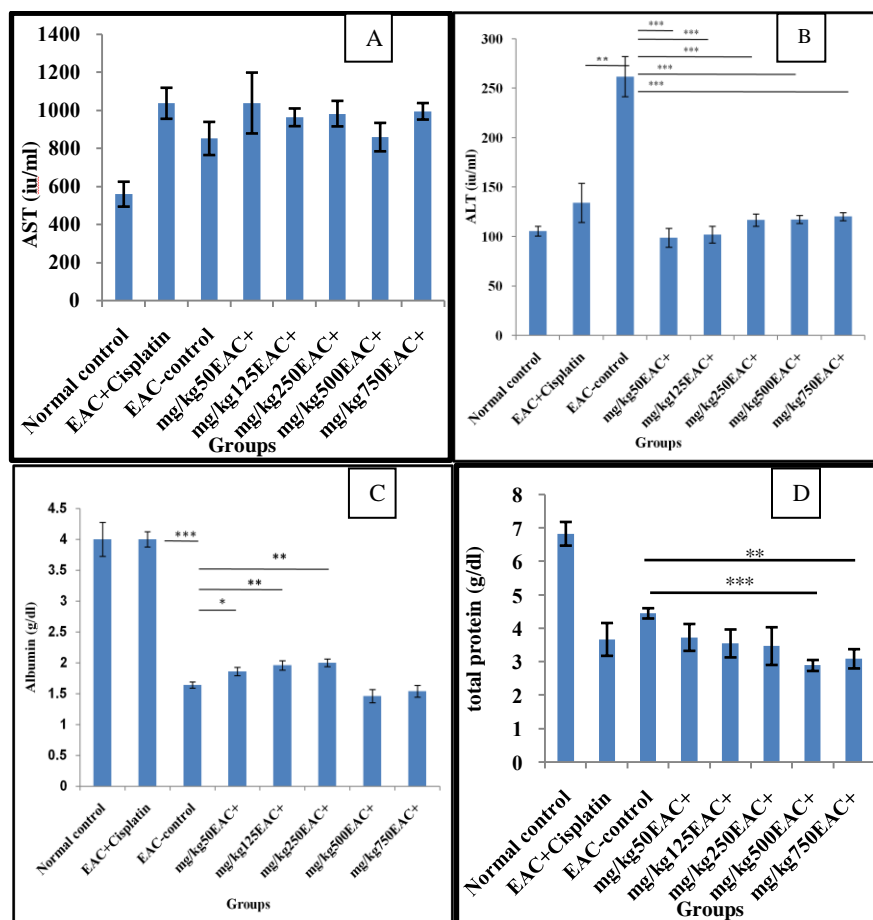 A
AST (iu/ml)
1600
1400
1200
1000
800
600
400
200
0
Normal control
EAC+Cisplatin
EAC-control
mg/kg50EAC+
mg/kg125EAC+
mg/kg250EAC+
mg/kg500EAC+
mg/kg750EAC+
Groups
B
ALT (iu/ml)
300
250
200
150
100
50
0
***
***
***
**
***
***
Normal control
EAC+Cisplatin
EAC-control
mg/kg50EAC+
mg/kg125EAC+
mg/kg250EAC+
mg/kg500EAC+
mg/kg750EAC+
Groups
C
Albumin (g/dl)
4.5
4
3.5
3
2.5
2
1.5
1
0.5
0
***
**
**
*
Normal control
EAC+Cisplatin
EAC-control
mg/kg50EAC+
mg/kg125EAC+
mg/kg250EAC+
mg/kg500EAC+
mg/kg750EAC+
Groups
D
total protein (g/dl)
8
7
6
5
4
3
2
1
0
**
***
Normal control
EAC+Cisplatin
EAC-control
mg/kg50EAC+
mg/kg125EAC+
mg/kg250EAC+
mg/kg500EAC+
mg/kg750EAC+
Groups